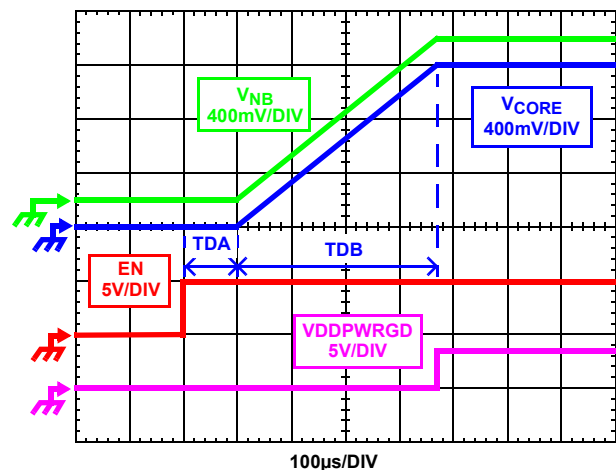 VNB
400mV/DIV
VCORE
400mV/DIV
TDA
TDB
EN
5V/DIV
VDDPWRGD
5V/DIV
100µs/DIV